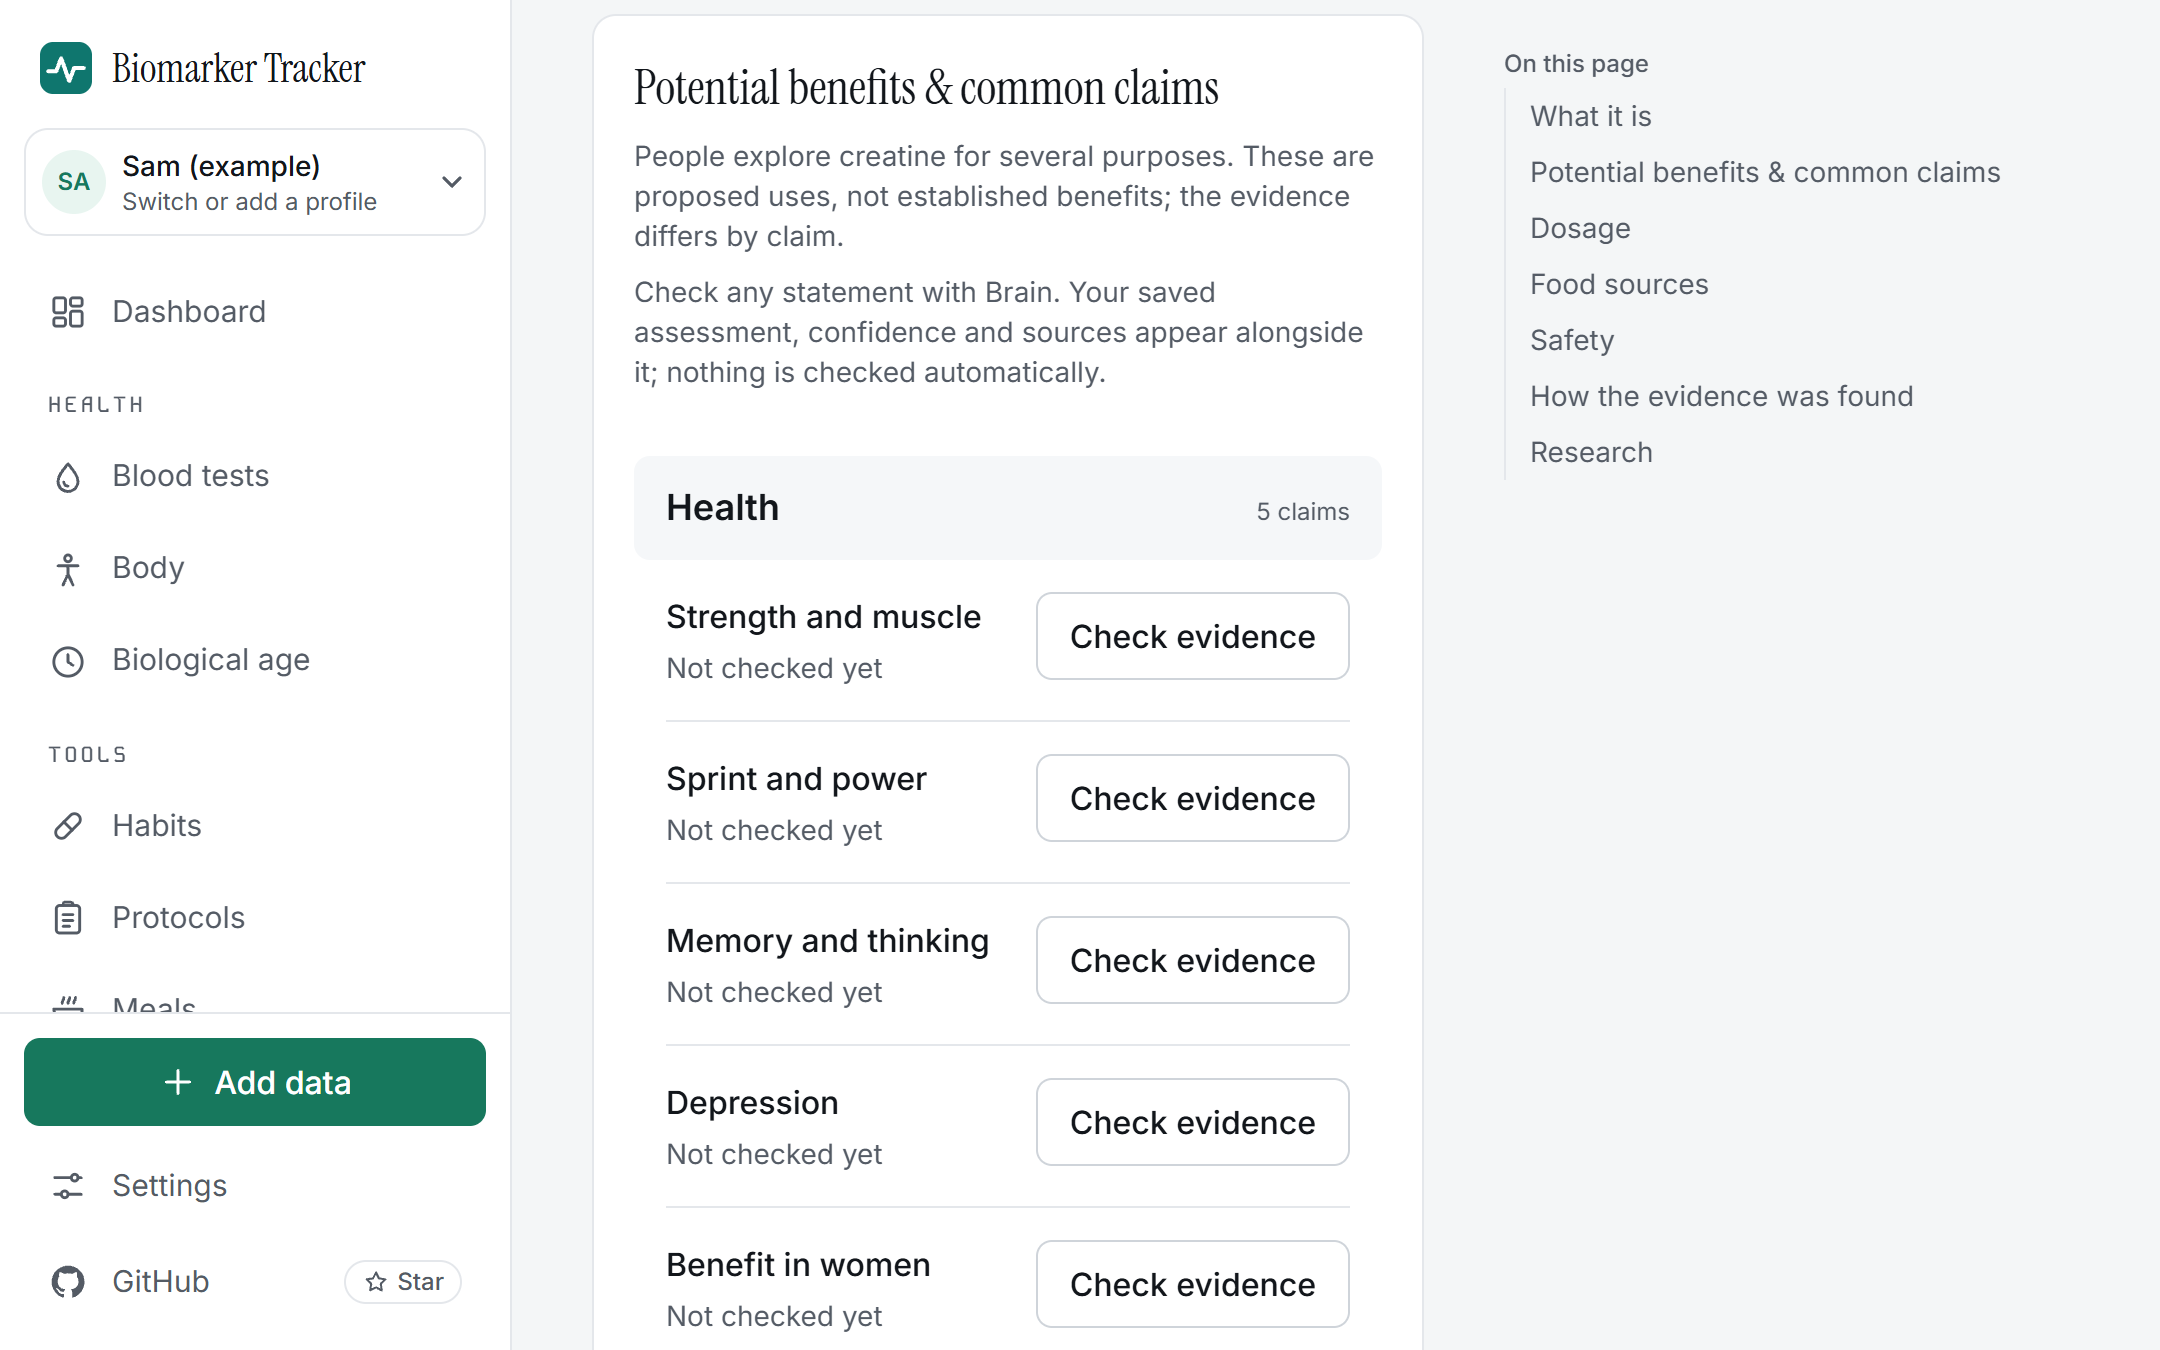 Biomarker Tracker
SA
Sam (example)
Switch or add a profile
Dashboard
HEALTH
Blood tests
Body
Biological age
TOOLS
Habits
Protocols
Meals
Add data
Settings
GitHub
Star
Potential benefits & common claims
People explore creatine for several purposes. These are
proposed uses, not established benefits; the evidence
differs by claim.
Check any statement with Brain. Your saved
assessment, confidence and sources appear alongside
it; nothing is checked automatically.
Health
5 claims
Strength and muscle
Not checked yet
Check evidence
Sprint and power
Not checked yet
Check evidence
Memory and thinking
Not checked yet
Check evidence
Depression
Not checked yet
Check evidence
Benefit in women
Not checked yet
Check evidence
On this page
What it is
Potential benefits & common claims
Dosage
Food sources
Safety
How the evidence was found
Research